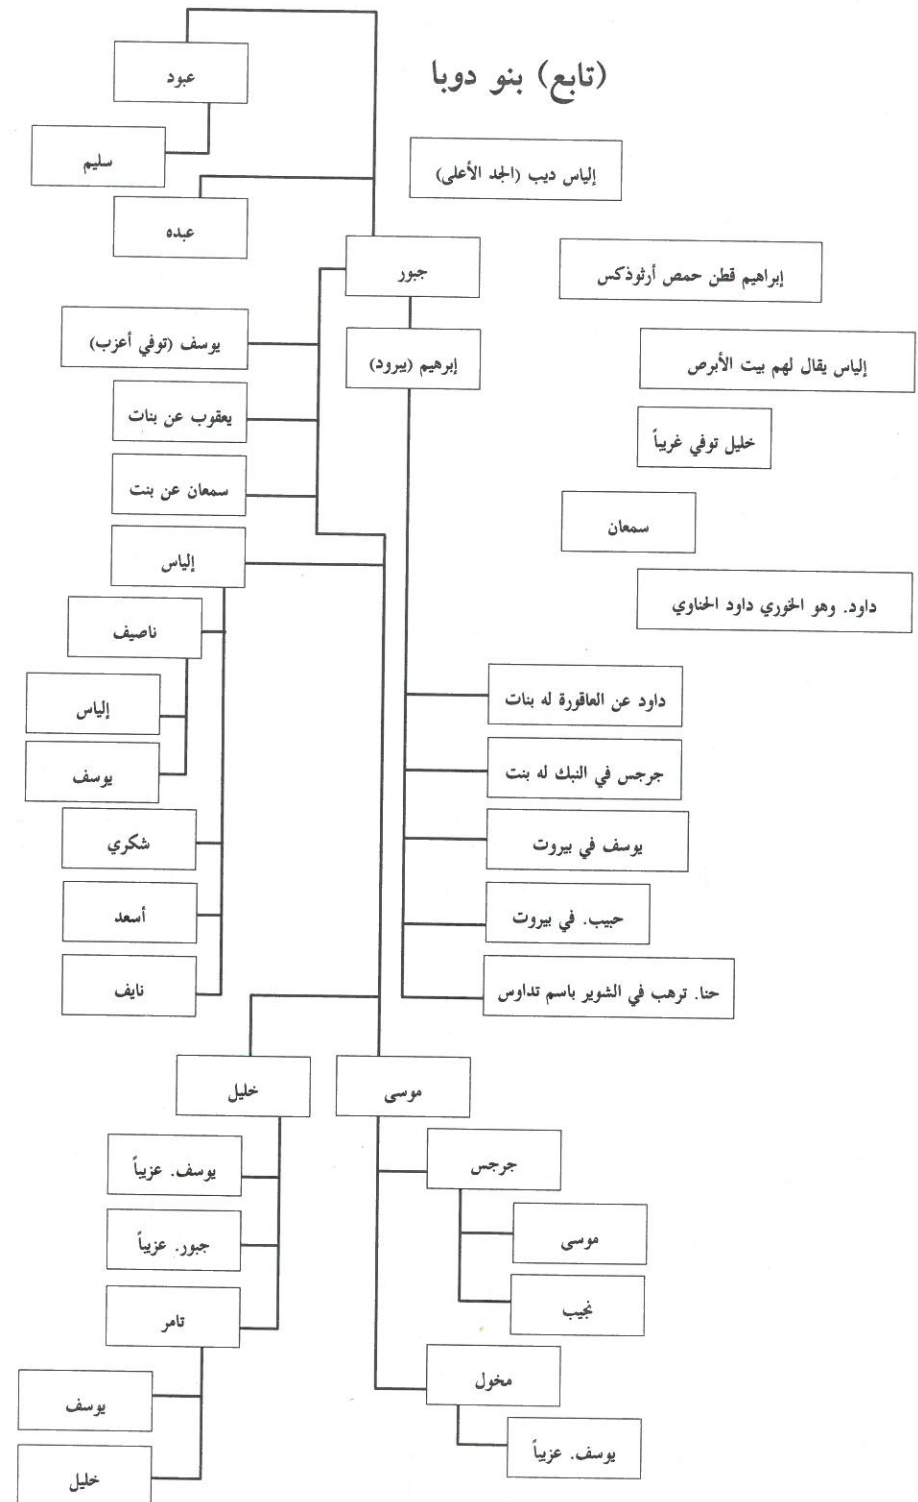 (تابع) بنو دوبا
عبود
سليم
إلياس ديب (الجد الأعلى)
عبده
جبور
إبراهيم قطن حمص أرثوذكس
يوسف (توفي أعزب)
إبرهيم (يبرود)
إلياس يقال لهم بيت الأبرص
يعقوب عن بنات
خليل توفي غريباً
سمعان عن بنت
سمعان
إلياس
داود. وهو الخوري داود الحناوي
ناصيف
إلياس
يوسف
داود عن العاقورة له بنات
جرجس في النبك له بنت
يوسف في بيروت
شكري
حبيب. في بيروت
أسعد
حنا. ترهب في الشوير باسم تداوس
نايف
موسى
خليل
جرجس
يوسف. عزيباً
موسى
جبور. عزيباً
نجيب
تامر
مخول
يوسف
يوسف. عزيباً
خليل